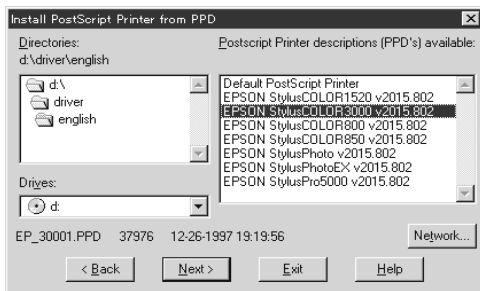 Install PostScript Printer from PPD
Directories:
d:\driver\english
d:\
driver
english
Drives:
d:
Postscript Printer descriptions (PPD's) available:
Default PostScript Printer
EPSON StylusCOLOR1520 v2015.802
EPSON StylusCOLOR3000 v2015.802
EPSON StylusCOLOR800 v2015.802
EPSON StylusCOLOR850 v2015.802
EPSON StylusPhoto v2015.802
EPSON StylusPhotoEX v2015.802
EPSON StylusPro5000 v2015.802
EP_30001.PPD 37976 12-26-1997 19:19:56
Network...
< Back
Next >
Exit
Help